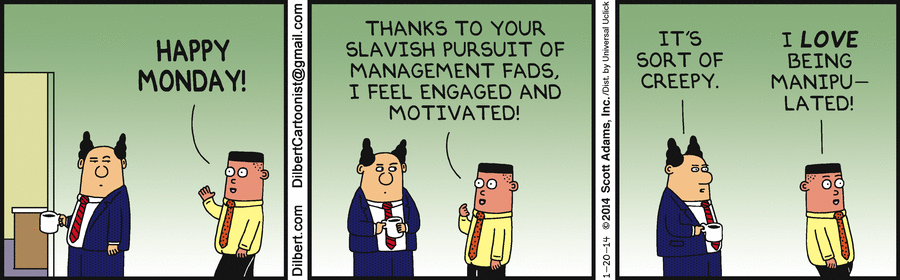 HAPPY
MONDAY!
Dilbert.com DilbertCartoonist@gmail.com
THANKS TO YOUR
SLAVISH PURSUIT OF
MANAGEMENT FADS,
I FEEL ENGAGED AND
MOTIVATED!
1-20-14 © 2014 Scott Adams, Inc. /Dist. by Universal Uclick
IT'S
SORT OF
CREEPY.
I LOVE
BEING
MANIPU-
LATED!